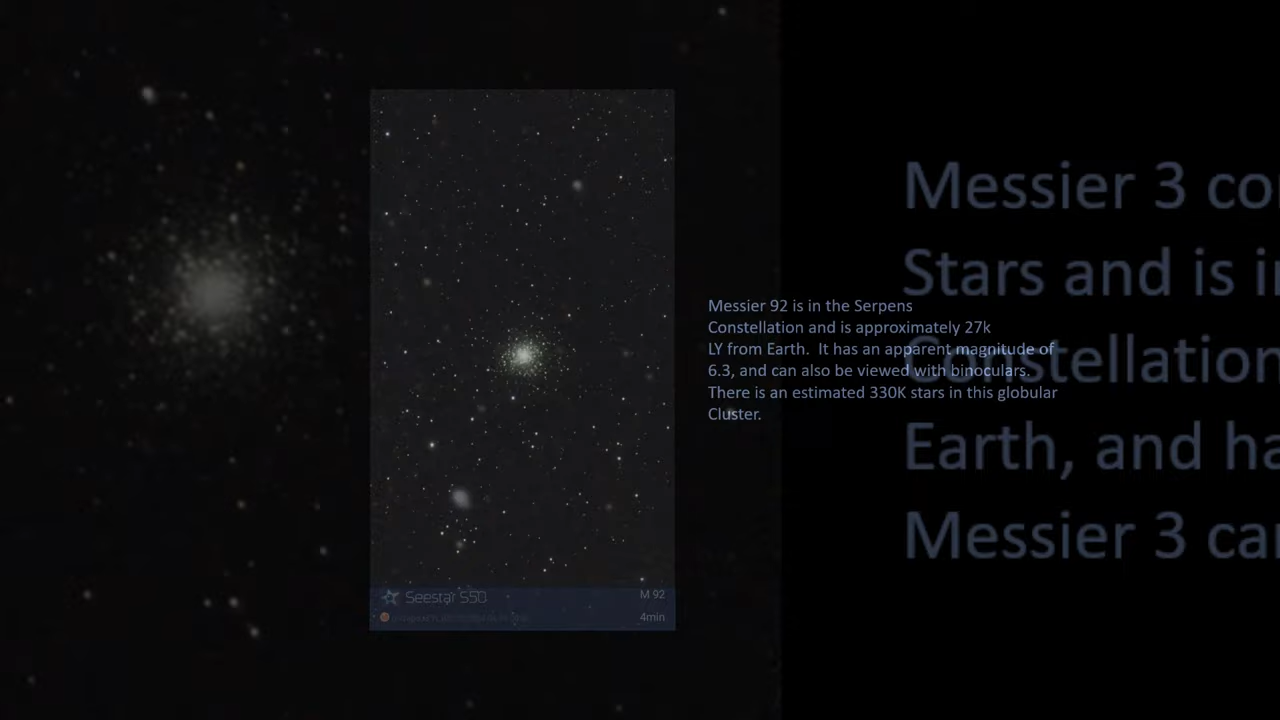 Messier 3 co
Stars and is i
Constellation
Earth, and ha
Messier 3 ca
Messier 92 is in the Serpens
Constellation and is approximately 27k
LY from Earth.  It has an apparent magnitude of
6.3, and can also be viewed with binoculars.
There is an estimated 330K stars in this globular
Cluster.
Seestar S50
M 92
4min